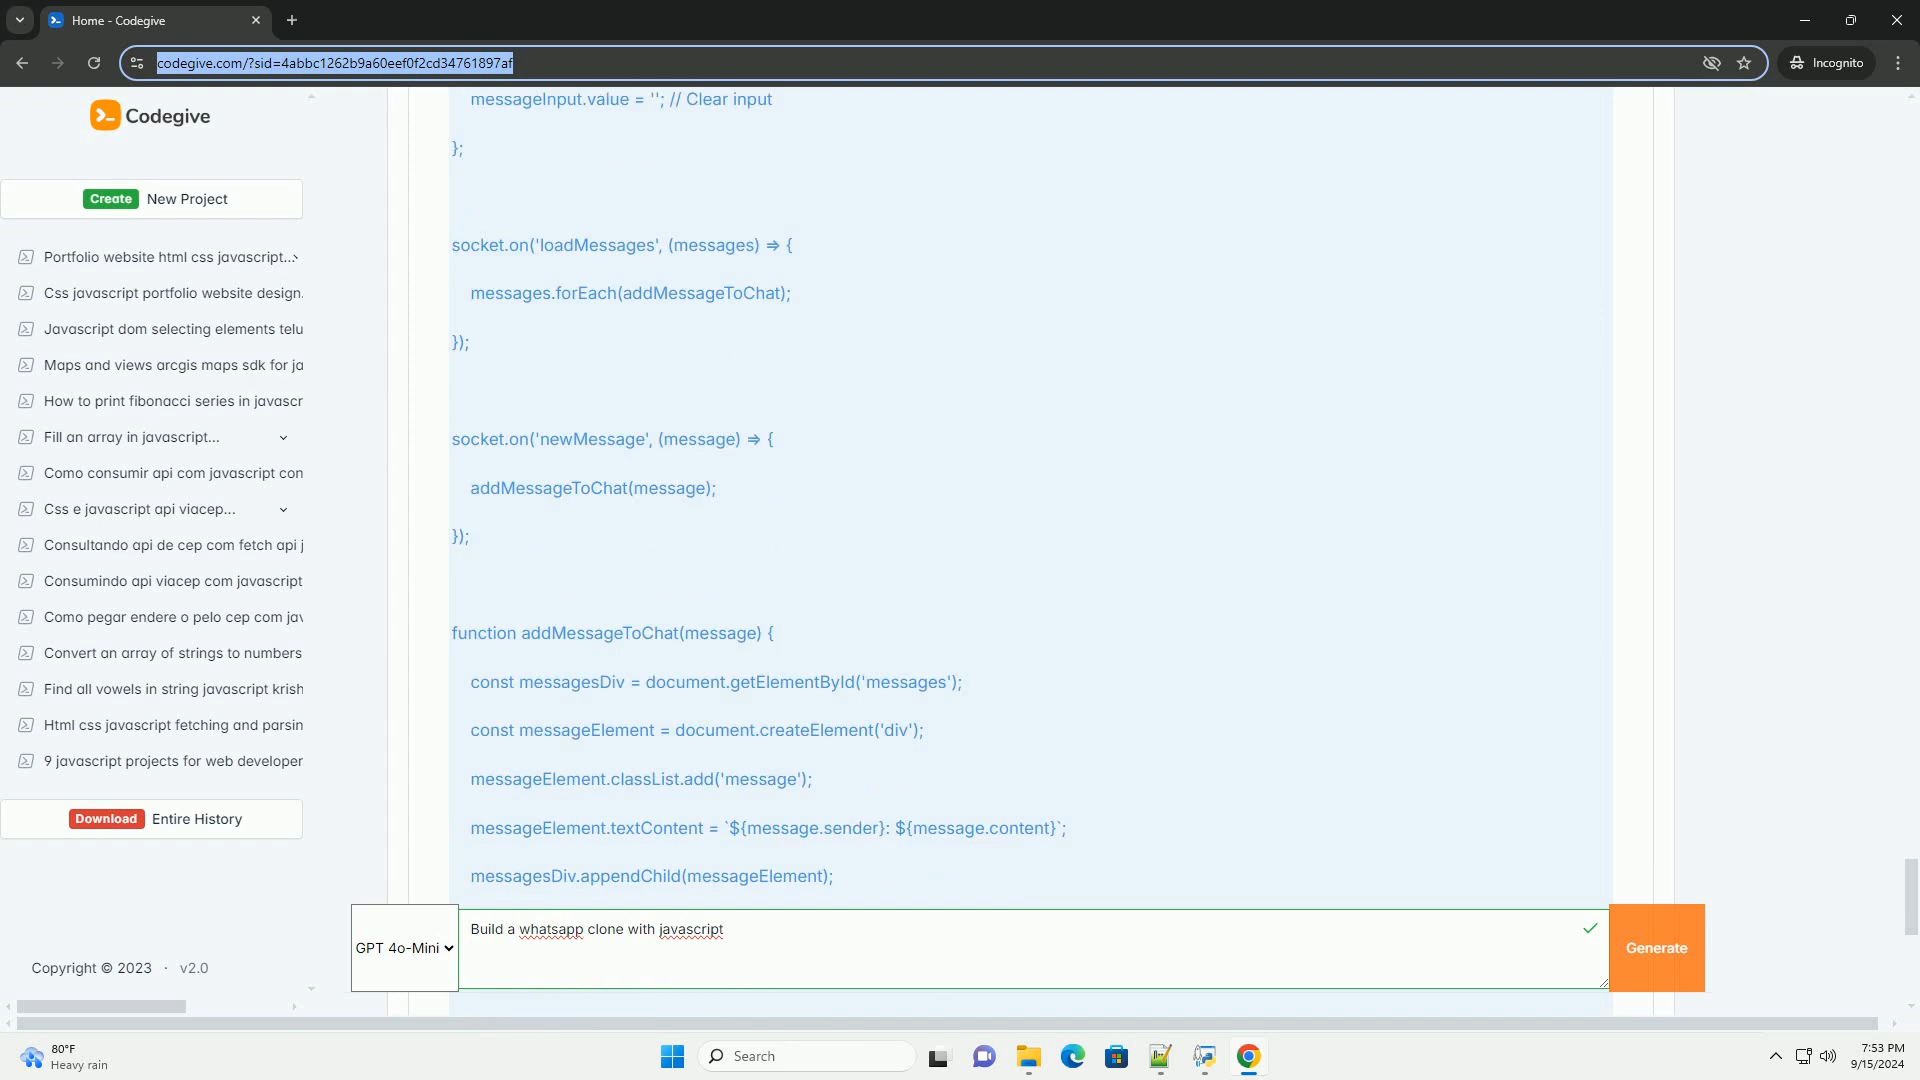 Home - Codegive
codegive.com/?sid=4abbc1262b9a60eef0f2cd34761897af
Incognito
Codegive
Create New Project
Portfolio website html css javascript...
Css javascript portfolio website design.
Javascript dom selecting elements telu
Maps and views arcgis maps sdk for ja
How to print fibonacci series in javascr
Fill an array in javascript...
Como consumir api com javascript con
Css e javascript api viacep...
Consultando api de cep com fetch api j
Consumindo api viacep com javascript
Como pegar endere o pelo cep com jav
Convert an array of strings to numbers
Find all vowels in string javascript krish
Html css javascript fetching and parsin
9 javascript projects for web developer
Download Entire History
Copyright © 2023 · v2.0
messageInput.value = ''; // Clear input
};
socket.on('loadMessages', (messages) => {
messages.forEach(addMessageToChat);
});
socket.on('newMessage', (message) => {
addMessageToChat(message);
});
function addMessageToChat(message) {
const messagesDiv = document.getElementById('messages');
const messageElement = document.createElement('div');
messageElement.classList.add('message');
messageElement.textContent = `${message.sender}: ${message.content}`;
messagesDiv.appendChild(messageElement);
GPT 4o-Mini
Build a whatsapp clone with javascript
Generate
80°F
Heavy rain
Search
7:53 PM
9/15/2024